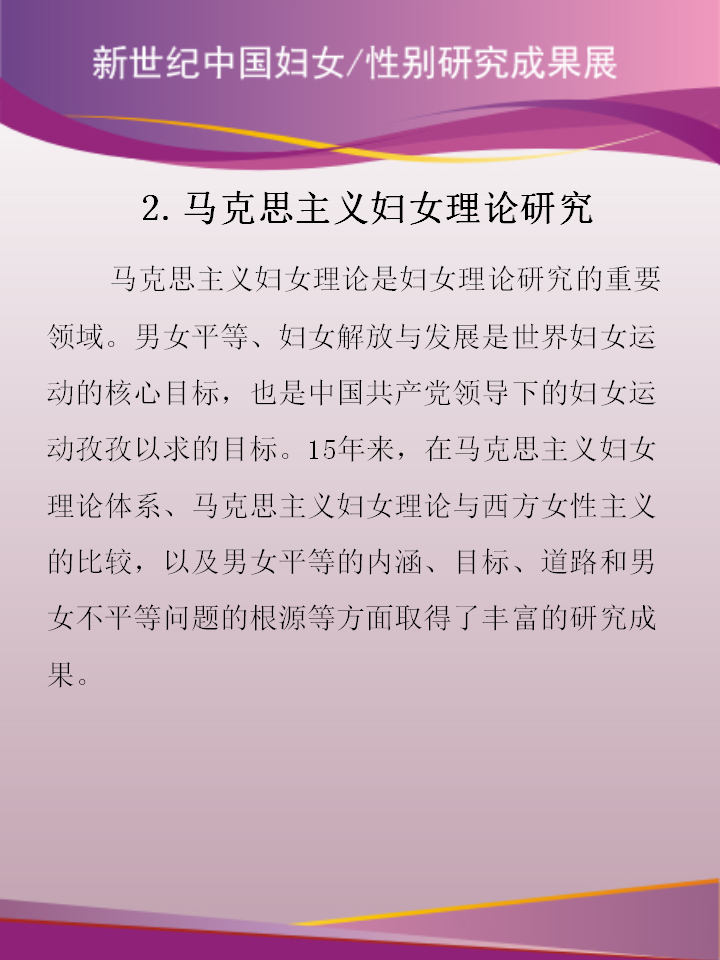 新世纪中国妇女/性别研究成果展
2. 马克思主义妇女理论研究
马克思主义妇女理论是妇女理论研究的重要
领域。男女平等、妇女解放与发展是世界妇女运
动的核心目标，也是中国共产党领导下的妇女运
动孜孜以求的目标。15年来，在马克思主义妇女
理论体系、马克思主义妇女理论与西方女性主义
的比较，以及男女平等的内涵、目标、道路和男
女不平等问题的根源等方面取得了丰富的研究成
果。